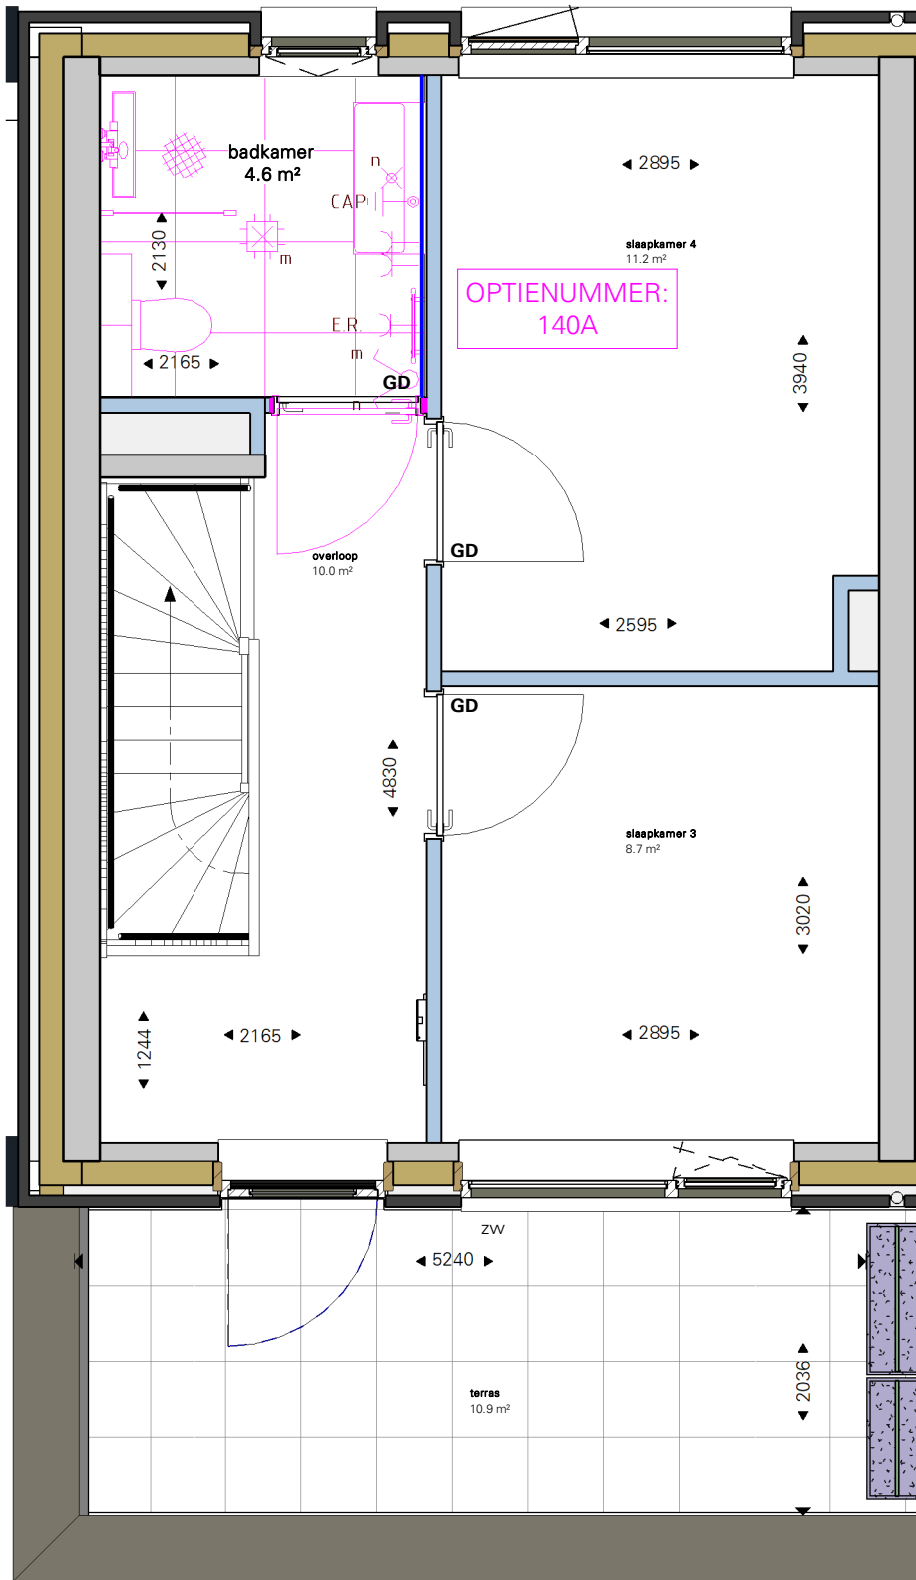 badkamer
4.6 m²
n
CAP
2130
m
E.R.
m
2165
GD
n
2895
slaapkamer 4
11.2 m²
OPTIENUMMER:
140A
3940
GD
overloop
10.0 m²
2595
GD
4830
slaapkamer 3
8.7 m²
3020
1244
2165
2895
ZW
5240
2036
terras
10.9 m²